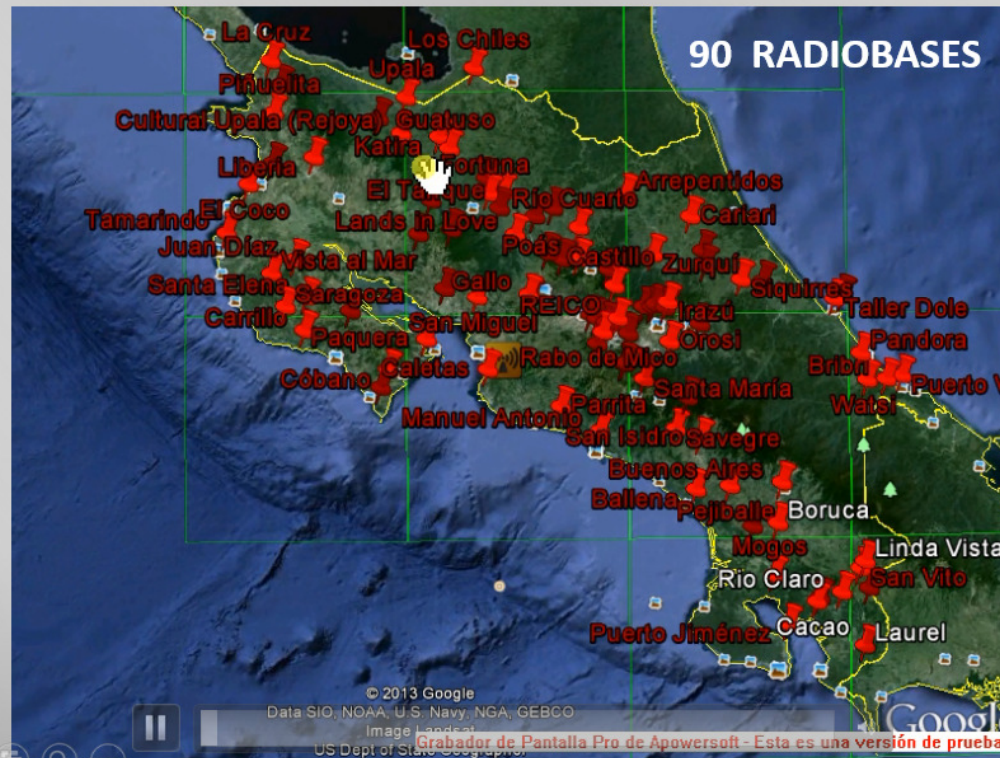 90 RADIOBASES
La Cruz
Los Chiles
Upala
Piñuelita
Cultural Upala (Rejoya)
Guatuso
Katira
Liberia
Fortuna
Río Cuarto
Arrepentidos
El Coco
Lands in Love
Cariari
Tamarindo
Juan Díaz
Vista al Mar
Poás
Castillo
Zurquí
Santa Elena
Saragoza
Gallo
Siquirres
Carrillo
REICO
Irazú
Taller Dole
San Miguel
Paquera
Orosi
Pandora
Caletas
Rabo de Mico
Bribri
Cóbano
Santa María
Puerto V
Manuel Antonio
Parrita
Watsi
San Isidro
Savegre
Buenos Aires
Ballena
Pejiballe
Boruca
Mogos
Linda Vista
Rio Claro
San Vito
Puerto Jiménez
Cacao
Laurel
© 2013 Google
Data SIO, NOAA, U.S. Navy, NGA, GEBCO
Image Landsat
US Dept of State Geographer
Google
Grabador de Pantalla Pro de Apowersoft - Esta es una versión de prueba